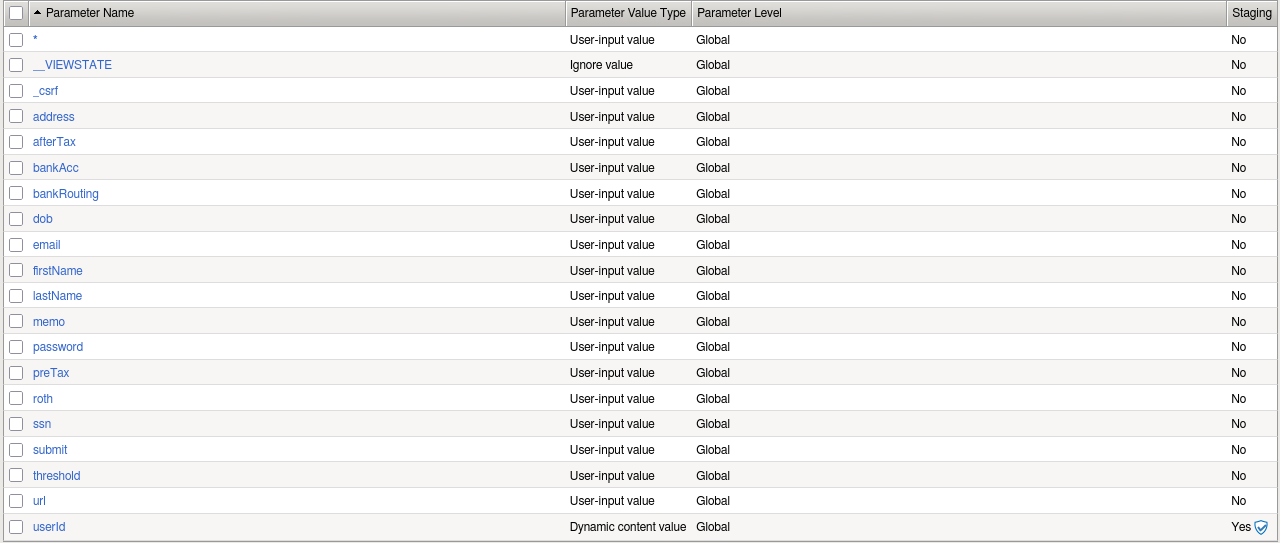 Parameter Name Parameter Value Type Parameter Level Staging
* User-input value Global No
__VIEWSTATE Ignore value Global No
_csrf User-input value Global No
address User-input value Global No
afterTax User-input value Global No
bankAcc User-input value Global No
bankRouting User-input value Global No
dob User-input value Global No
email User-input value Global No
firstName User-input value Global No
lastName User-input value Global No
memo User-input value Global No
password User-input value Global No
preTax User-input value Global No
roth User-input value Global No
ssn User-input value Global No
submit User-input value Global No
threshold User-input value Global No
url User-input value Global No
userId Dynamic content value Global Yes